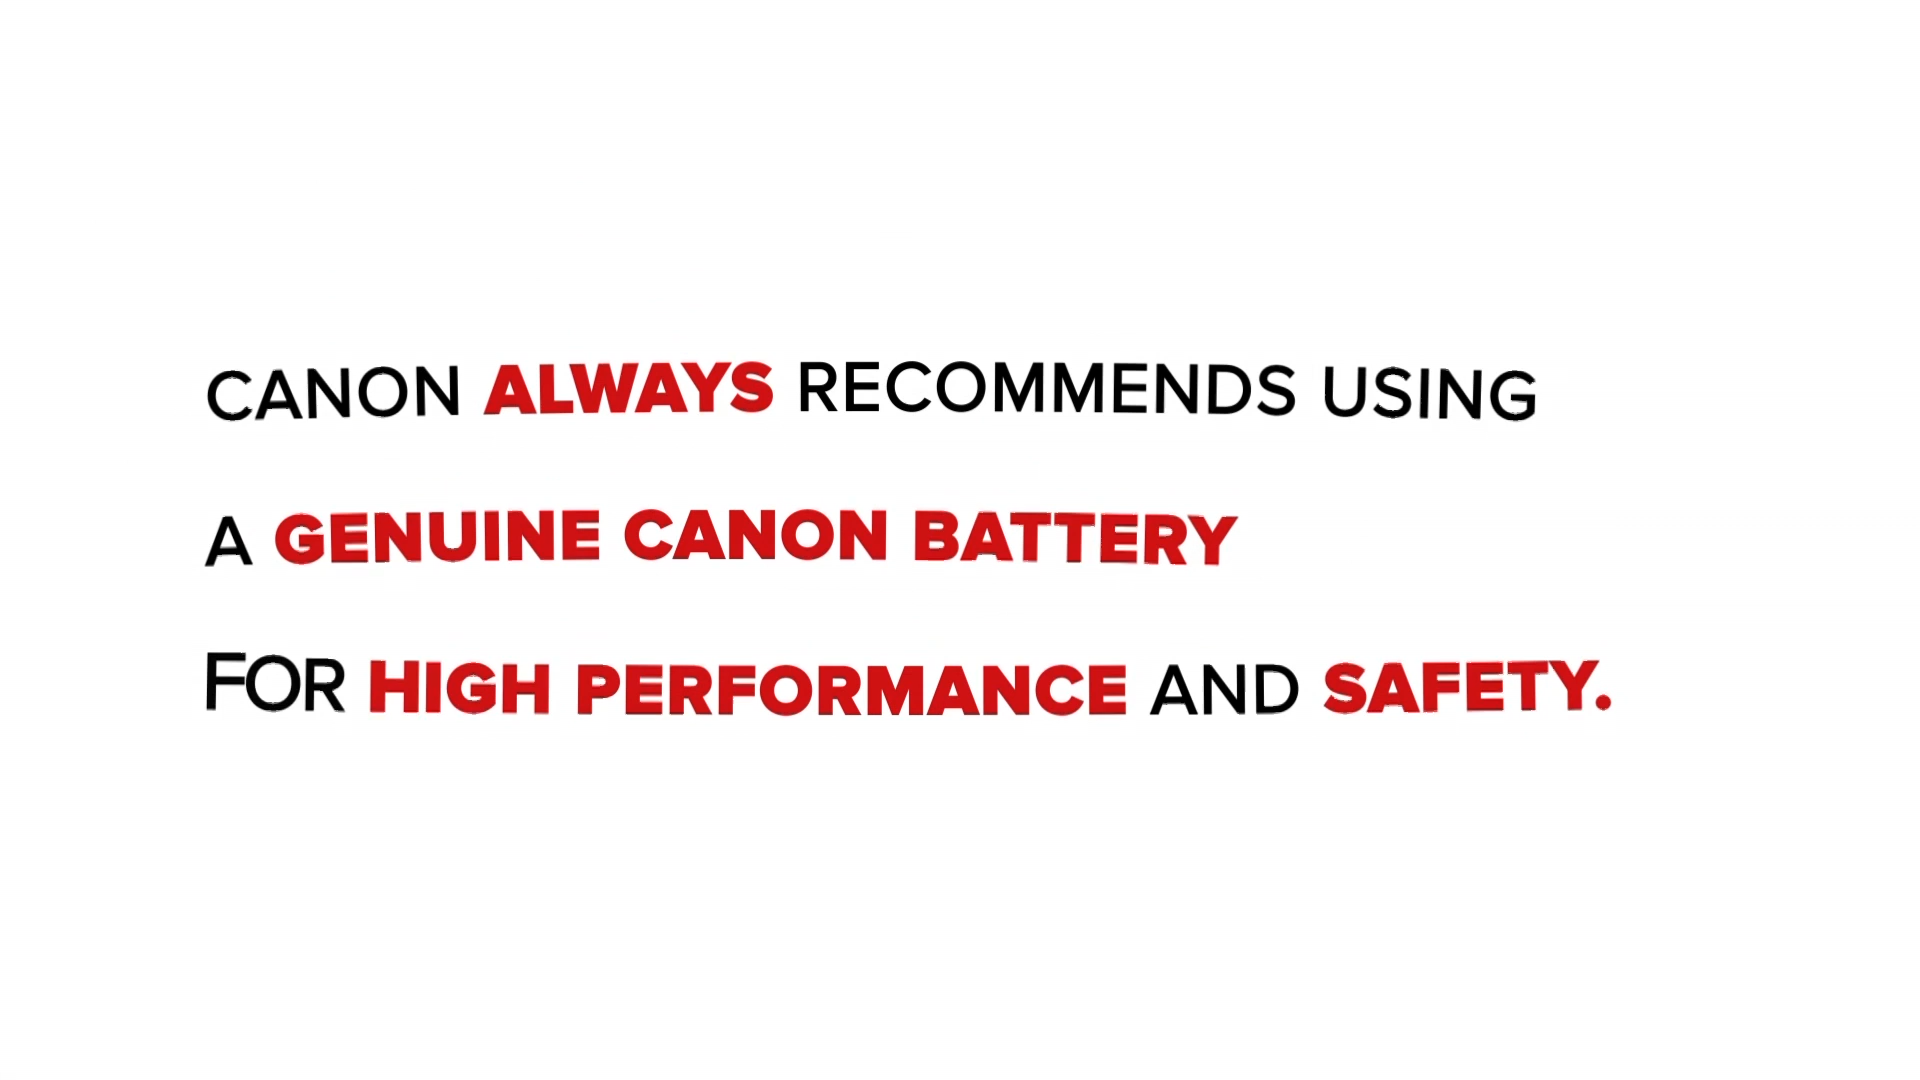 CANON ALWAYS RECOMMENDS USING
A GENUINE CANON BATTERY
FOR HIGH PERFORMANCE AND SAFETY.